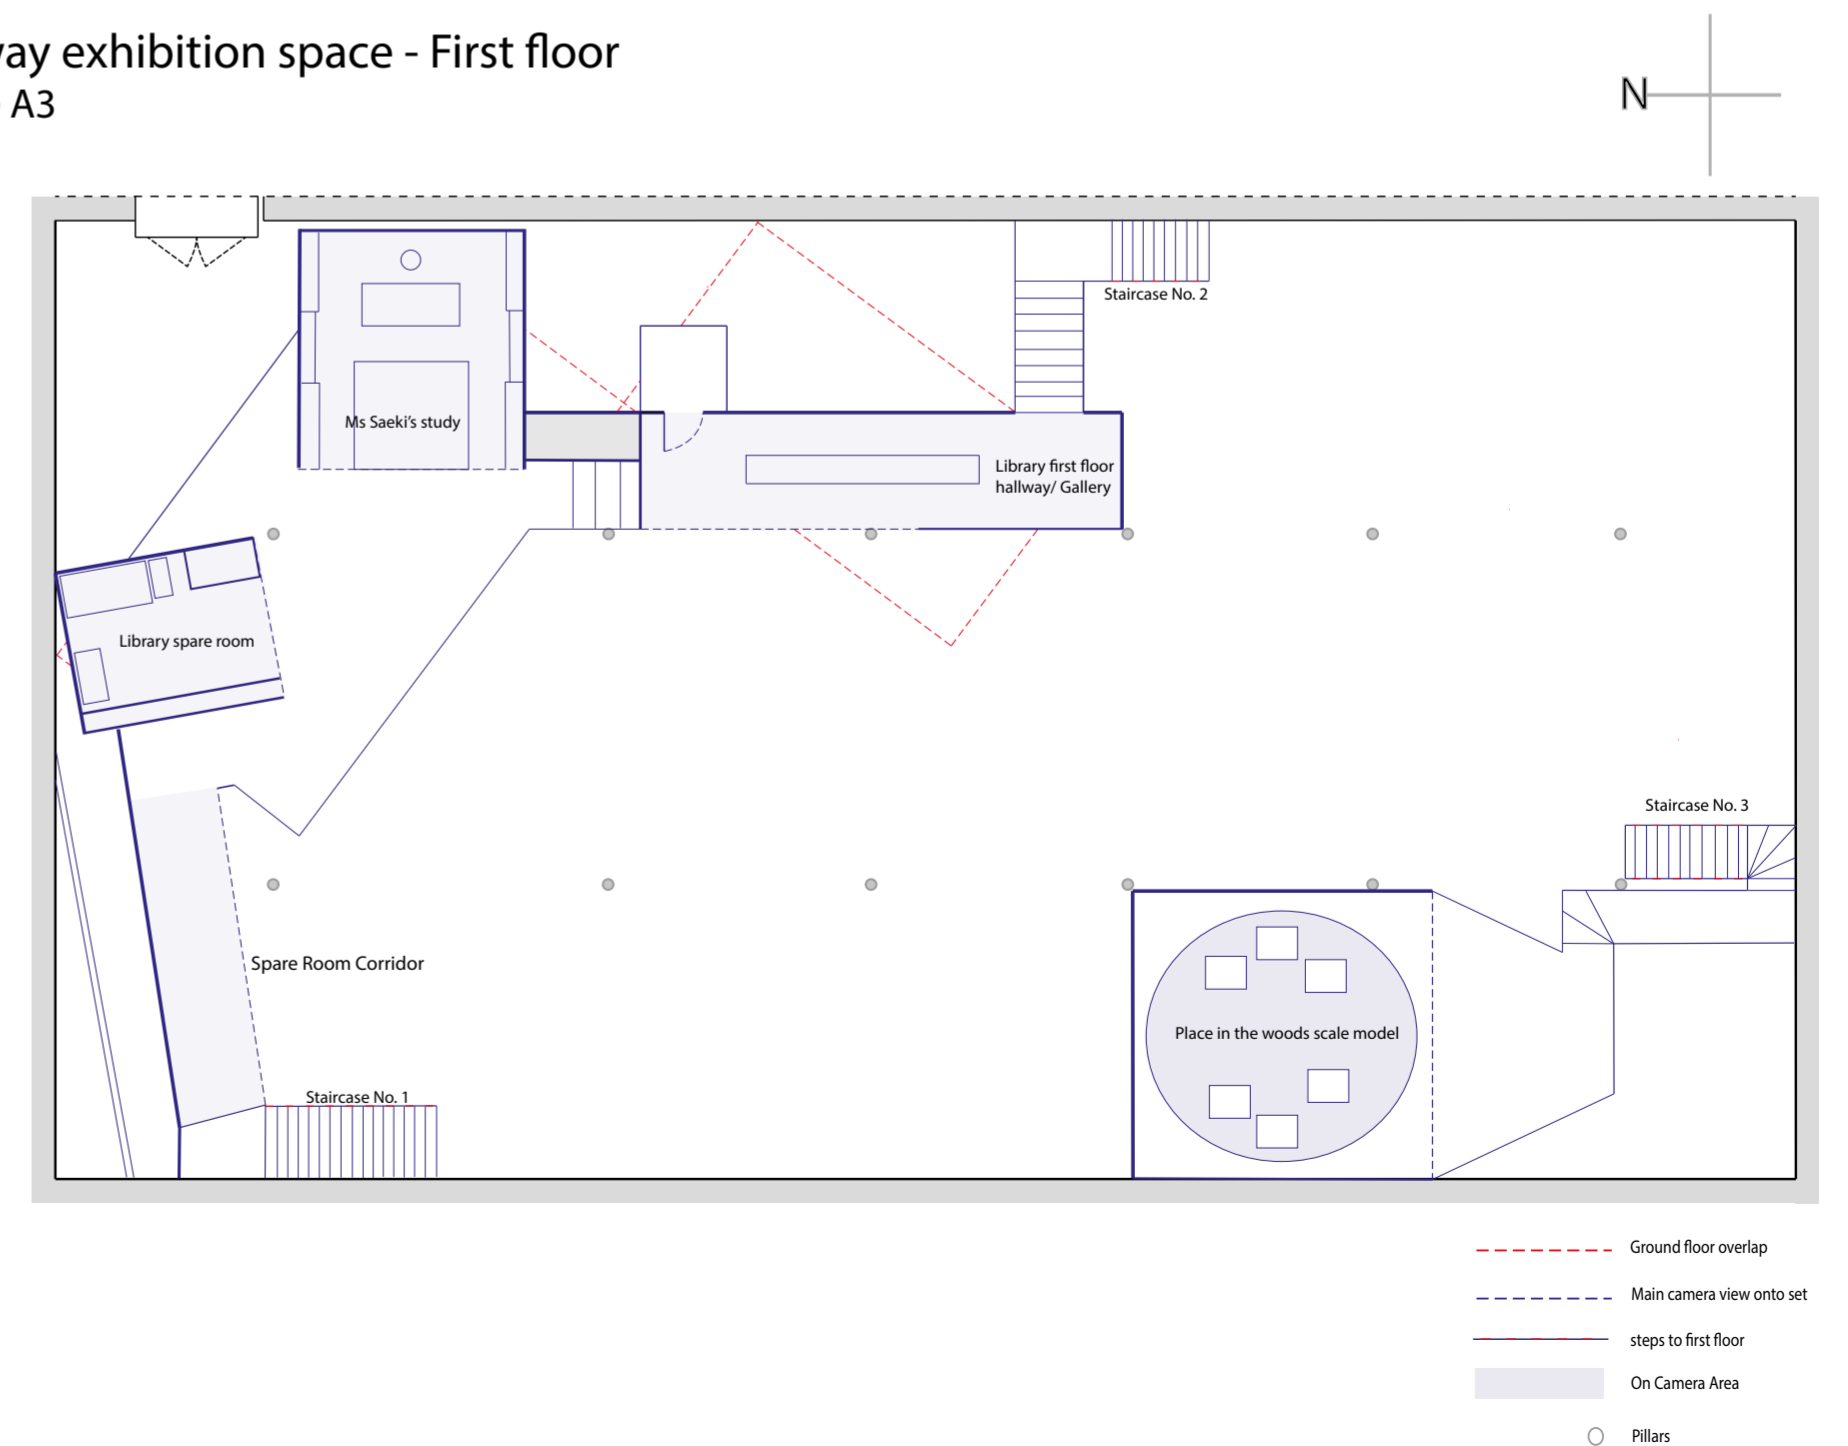 exhibition space - First floor
A3
N
Staircase No. 2
Ms Saeki's study
Library first floor
hallway/ Gallery
Library spare room
Staircase No. 3
Spare Room Corridor
Place in the woods scale model
Staircase No. 1
Ground floor overlap
Main camera view onto set
steps to first floor
On Camera Area
Pillars